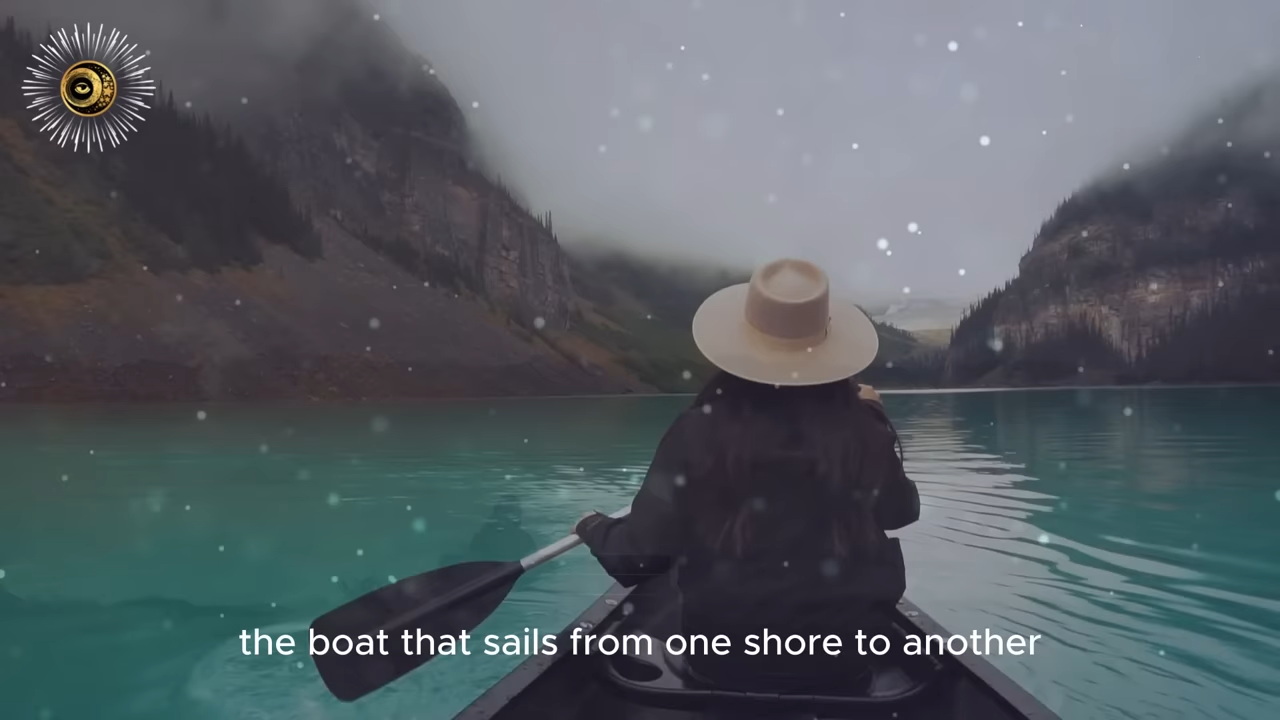 the boat that sails from one shore to another